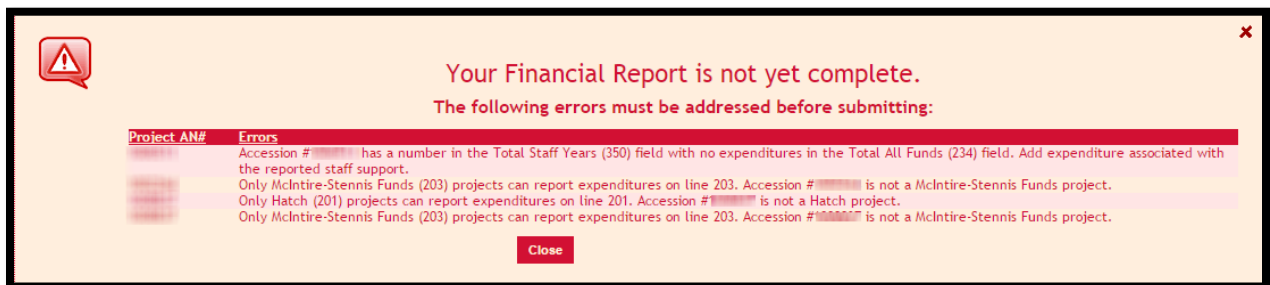 Your Financial Report is not yet complete.
The following errors must be addressed before submitting:
Project AN# Errors
Accession # has a number in the Total Staff Years (350) field with no expenditures in the Total All Funds (234) field. Add expenditure associated with
the reported staff support.
Only McIntire-Stennis Funds (203) projects can report expenditures on line 203. Accession # is not a McIntire-Stennis Funds project.
Only Hatch (201) projects can report expenditures on line 201. Accession # is not a Hatch project.
Only McIntire-Stennis Funds (203) projects can report expenditures on line 203. Accession # is not a McIntire-Stennis Funds project.
Close